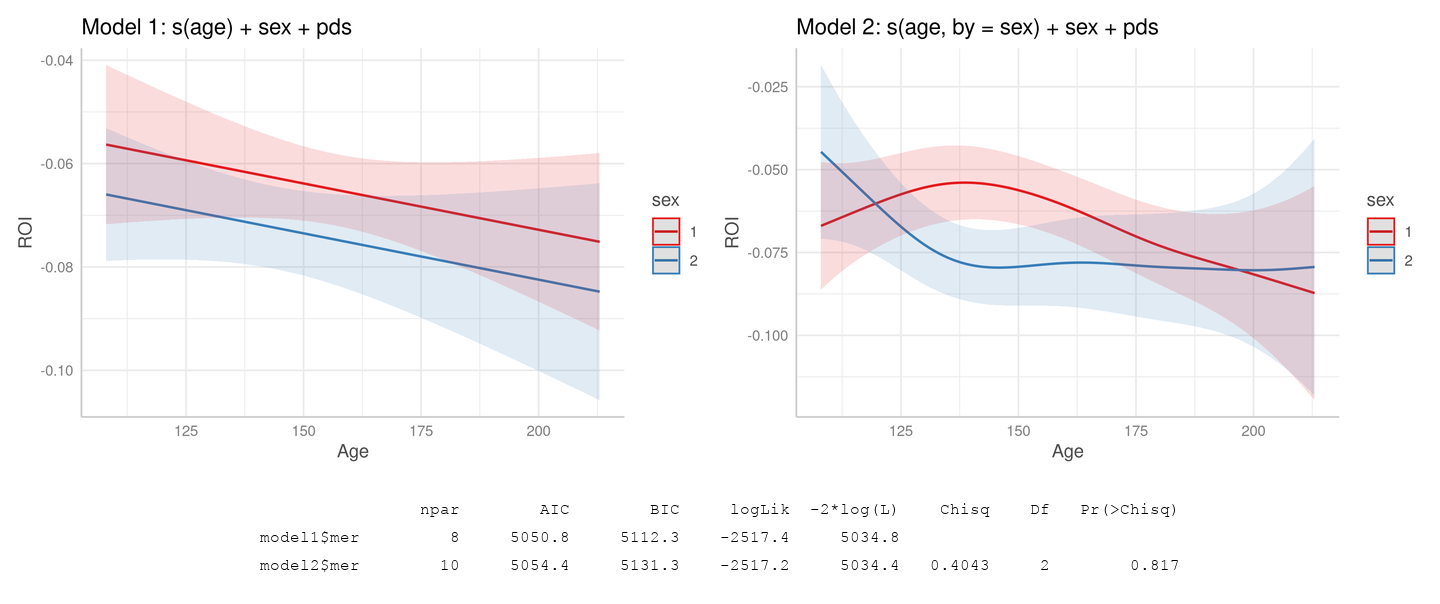 Model 1: s(age) + sex + pds
-0.04
-0.06
-0.08
-0.10
ROI
125 150 175 200
Age
sex
1
2
Model 2: s(age, by = sex) + sex + pds
-0.025
-0.050
-0.075
-0.100
ROI
125 150 175 200
Age
sex
1
2
npar AIC BIC logLik -2*log(L) Chisq Df Pr(>Chisq)
model1$mer 8 5050.8 5112.3 -2517.4 5034.8
model2$mer 10 5054.4 5131.3 -2517.2 5034.4 0.4043 2 0.817